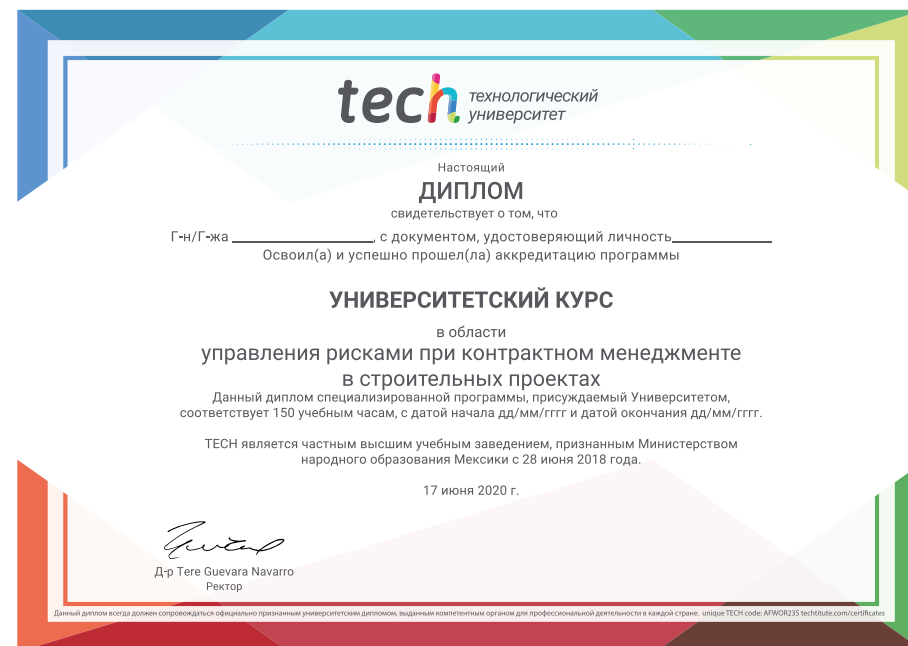 tech технологический
университет
Настоящий
ДИПЛОМ
свидетельствует о том, что
Г-н/Г-жа ____________________, с документом, удостоверяющий личность______________
Освоил(а) и успешно прошел(ла) аккредитацию программы
УНИВЕРСИТЕТСКИЙ КУРС
в области
управления рисками при контрактном менеджменте
в строительных проектах
Данный диплом специализированной программы, присуждаемый Университетом,
соответствует 150 учебным часам, с датой начала дд/мм/гггг и датой окончания дд/мм/гггг.
TECH является частным высшим учебным заведением, признанным Министерством
народного образования Мексики с 28 июня 2018 года.
17 июня 2020 г.
Д-р Tere Guevara Navarro
Ректор
Данный диплом всегда должен сопровождаться официально признанным университетским дипломом, выданным компетентным органом для профессиональной деятельности в каждой стране. unique TECH code: AFWOR23S techtitute.com/certificates